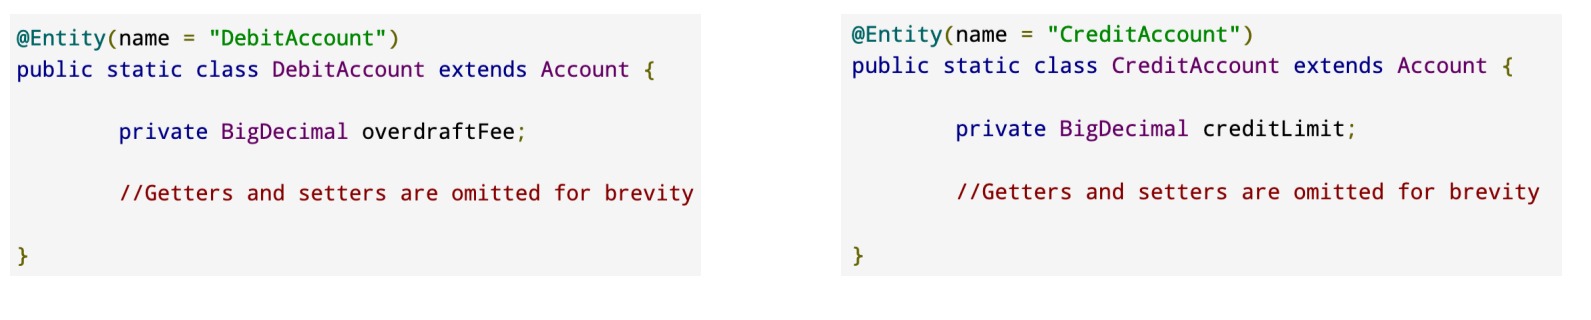 @Entity(name = "DebitAccount")
public static class DebitAccount extends Account {
private BigDecimal overdraftFee;
//Getters and setters are omitted for brevity
}
@Entity(name = "CreditAccount")
public static class CreditAccount extends Account {
private BigDecimal creditLimit;
//Getters and setters are omitted for brevity
}